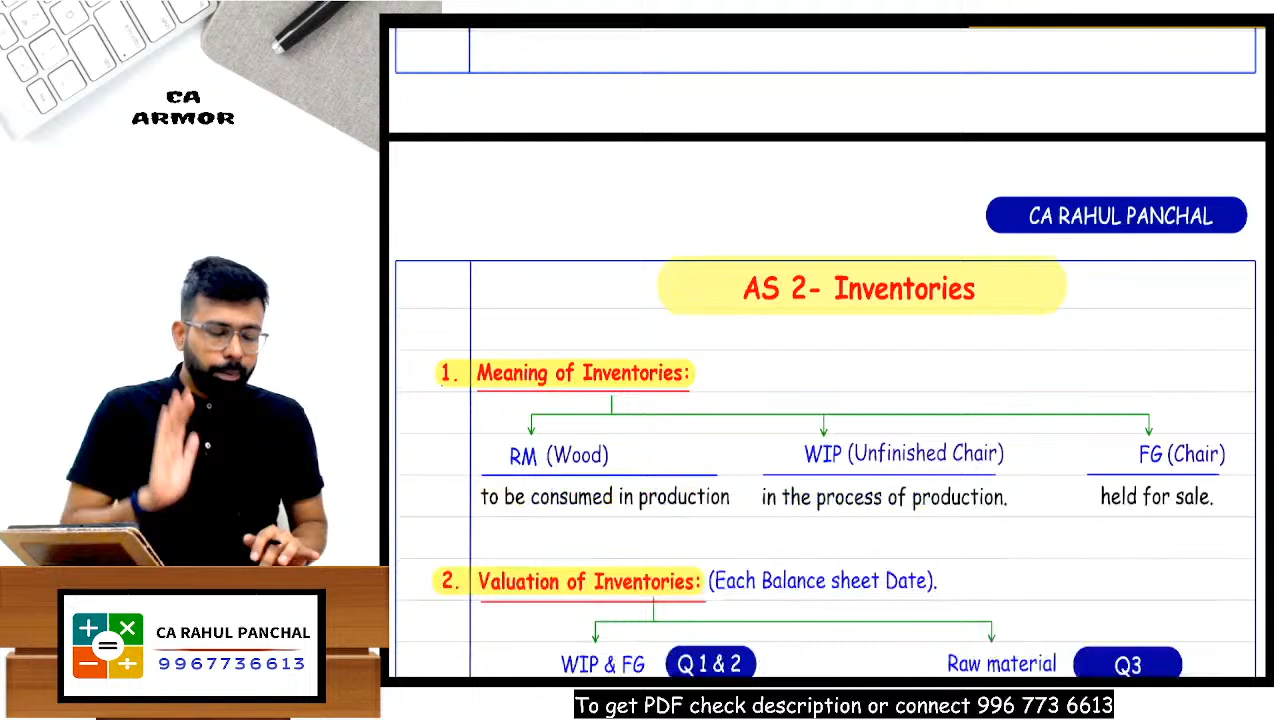 CA
ARMOR
CA RAHUL PANCHAL
AS 2- Inventories
1. Meaning of Inventories:
RM (Wood)
WIP (Unfinished Chair)
FG (Chair)
to be consumed in production
in the process of production.
held for sale.
2. Valuation of Inventories: (Each Balance sheet Date).
WIP & FG Q 1 & 2
Raw material Q3
CA RAHUL PANCHAL
9967736613
To get PDF check description or connect 996 773 6613